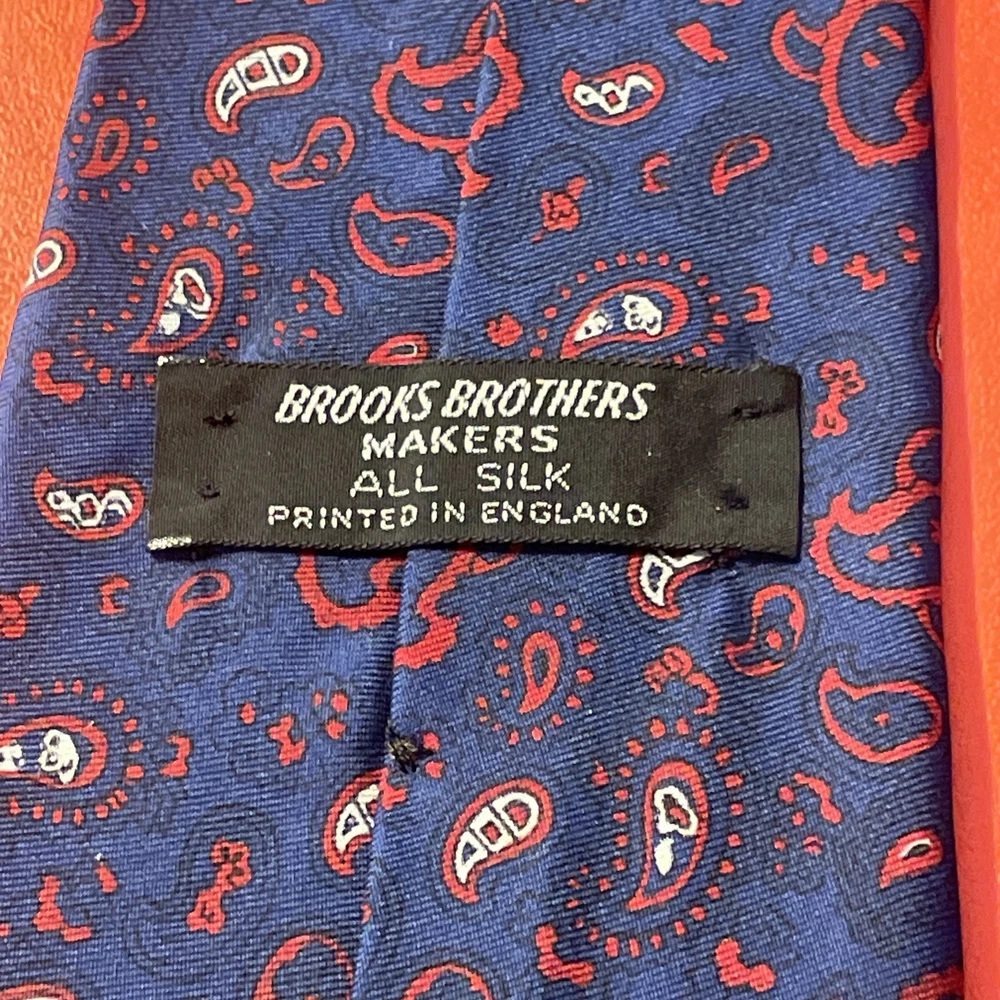 BROOKS BROTHERS
MAKERS
ALL SILK
PRINTED IN ENGLAND